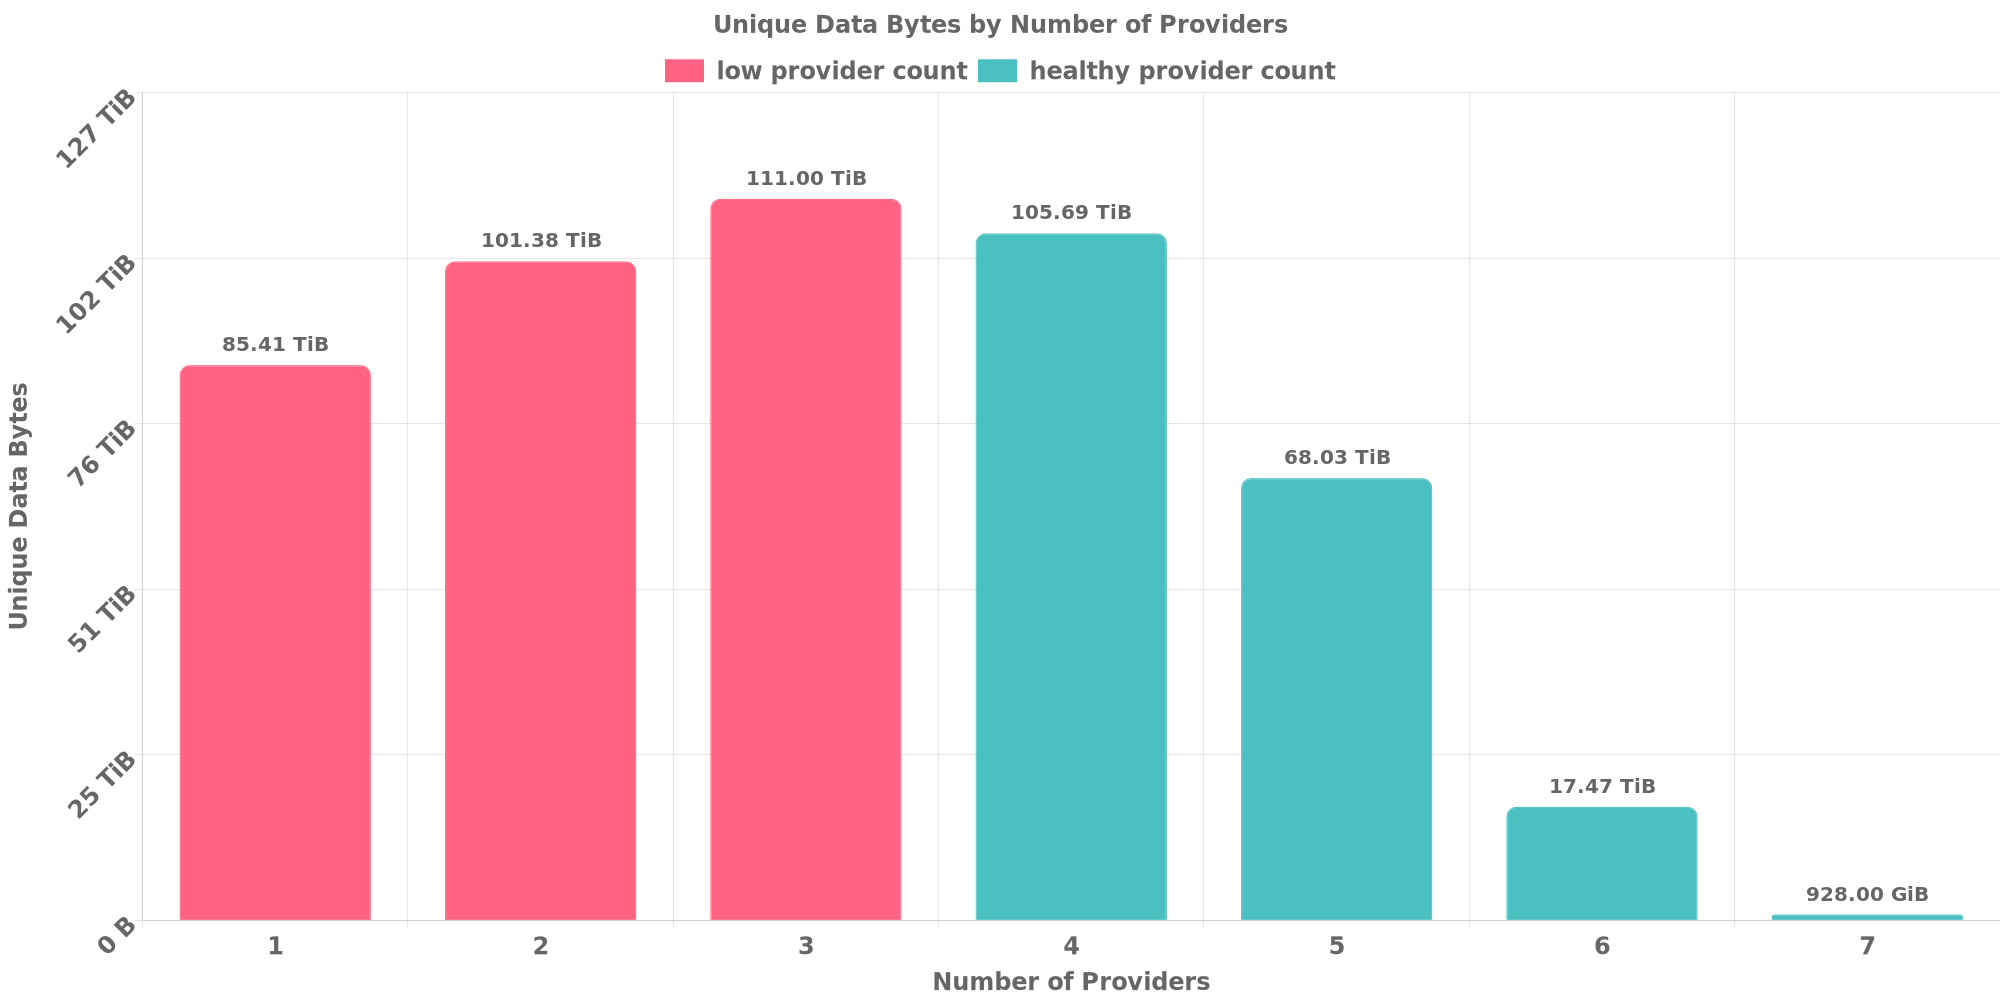 Unique Data Bytes by Number of Providers
low provider count healthy provider count
127 TiB
102 TiB
76 TiB
51 TiB
25 TiB
0 B
Unique Data Bytes
85.41 TiB
101.38 TiB
111.00 TiB
105.69 TiB
68.03 TiB
17.47 TiB
928.00 GiB
1 2 3 4 5 6 7
Number of Providers